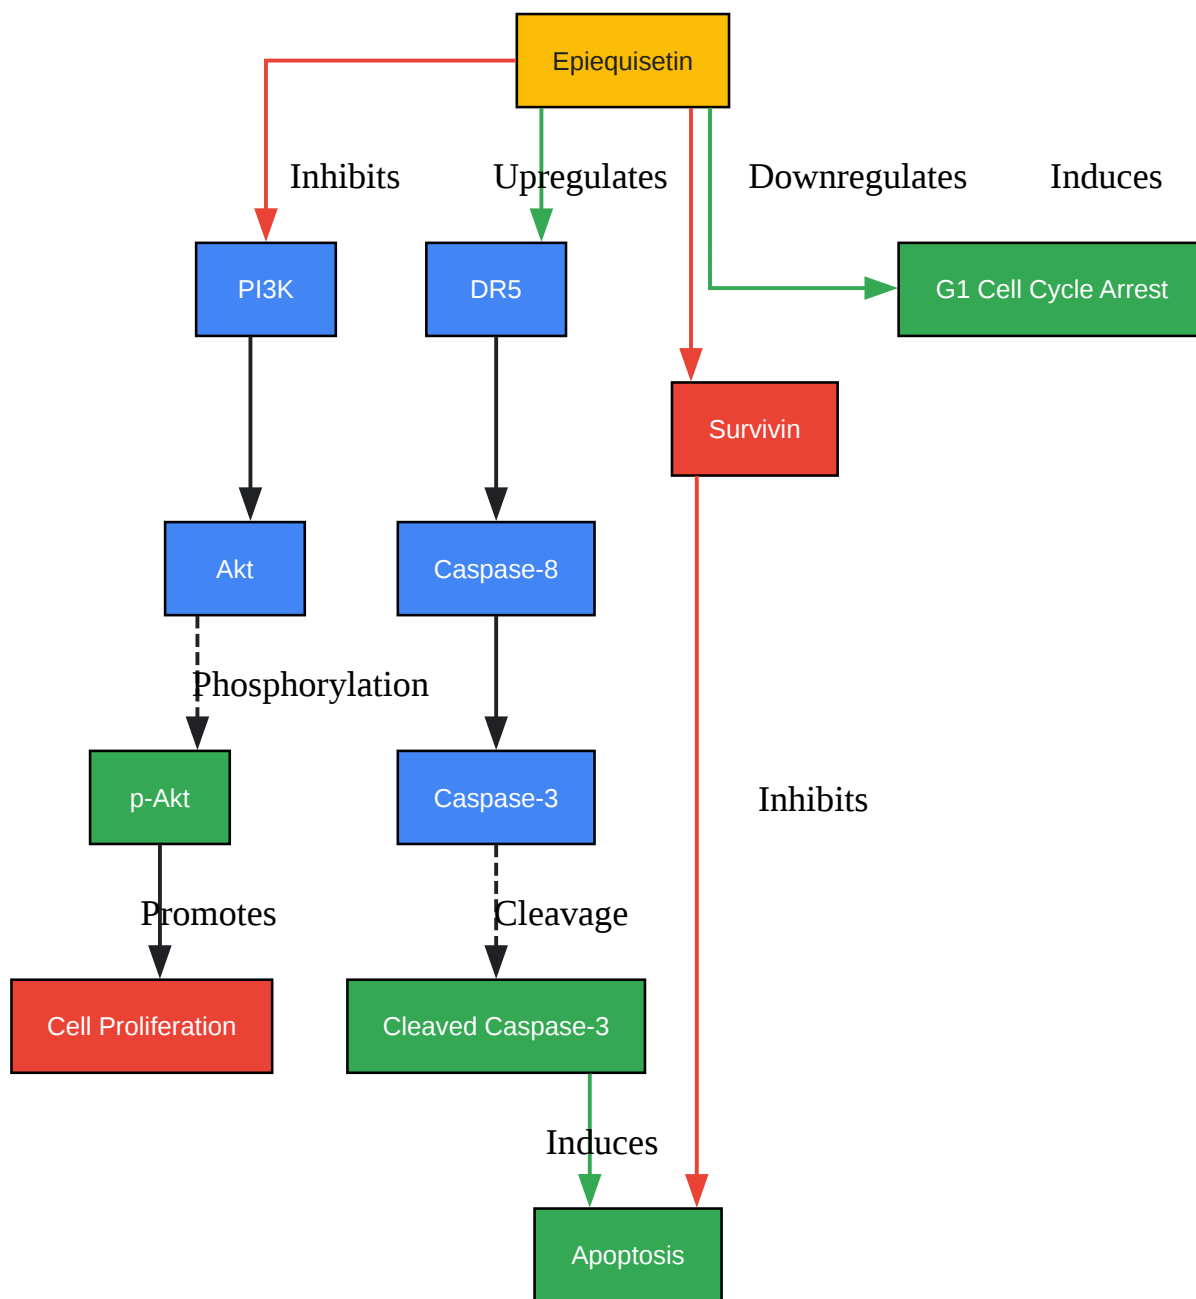 Epiequisetin
Inhibits
Upregulates
Downregulates
Induces
PI3K
DR5
G1 Cell Cycle Arrest
Survivin
Akt
Caspase-8
Phosphorylation
p-Akt
Caspase-3
Inhibits
Promotes
Cleavage
Cell Proliferation
Cleaved Caspase-3
Induces
Apoptosis